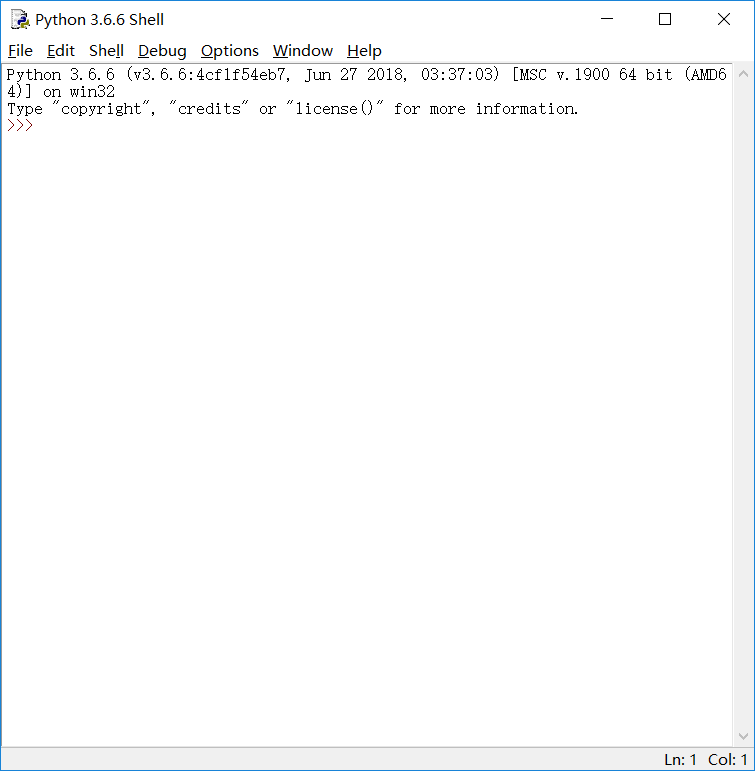 Python 3.6.6 Shell
File Edit Shell Debug Options Window Help
Python 3.6.6 (v3.6.6:4cf1f54eb7, Jun 27 2018, 03:37:03) [MSC v.1900 64 bit (AMD6
4)] on win32
Type "copyright", "credits" or "license()" for more information.
>>>
Ln: 1 Col: 1